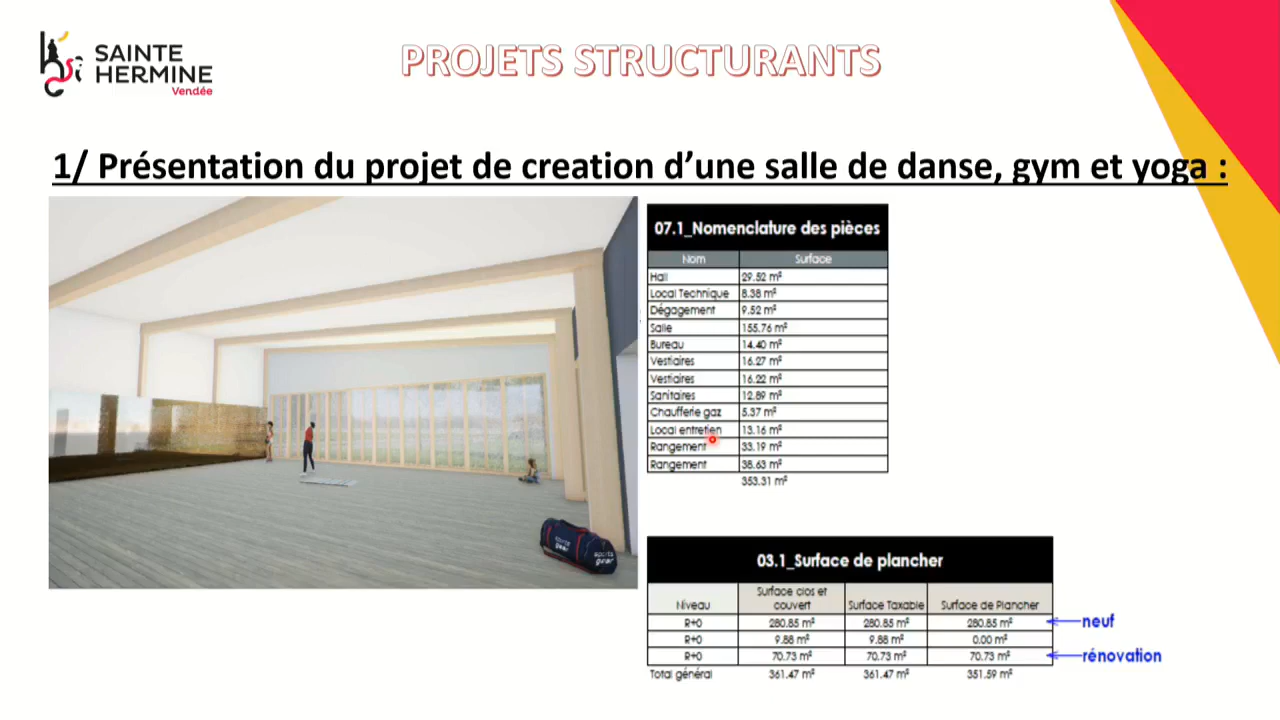 SAINTE
HERMINE
Vendée
PROJETS STRUCTURANTS
1/ Présentation du projet de creation d’une salle de danse, gym et yoga :
07.1_Nomenclature des pièces
Nom Surface
Hall 29.52 m²
Local Technique 8.38 m²
Dégagement 9.52 m²
Salle 155.76 m²
Bureau 14.40 m²
Vestiaires 16.27 m²
Vestiaires 16.22 m²
Sanitaires 12.89 m²
Chaufferie gaz 5.37 m²
Local entretien 13.16 m²
Rangement 33.19 m²
Rangement 38.63 m²
353.31 m²
sports
gear
sports
gear
03.1_Surface de plancher
Niveau Surface clos et couvert Surface Taxable Surface de Plancher
R+0 280.85 m² 280.85 m² 280.85 m² neuf
R+0 9.88 m² 9.88 m² 0.00 m²
R+0 70.73 m² 70.73 m² 70.73 m² rénovation
Total général 361.47 m² 361.47 m² 351.59 m²